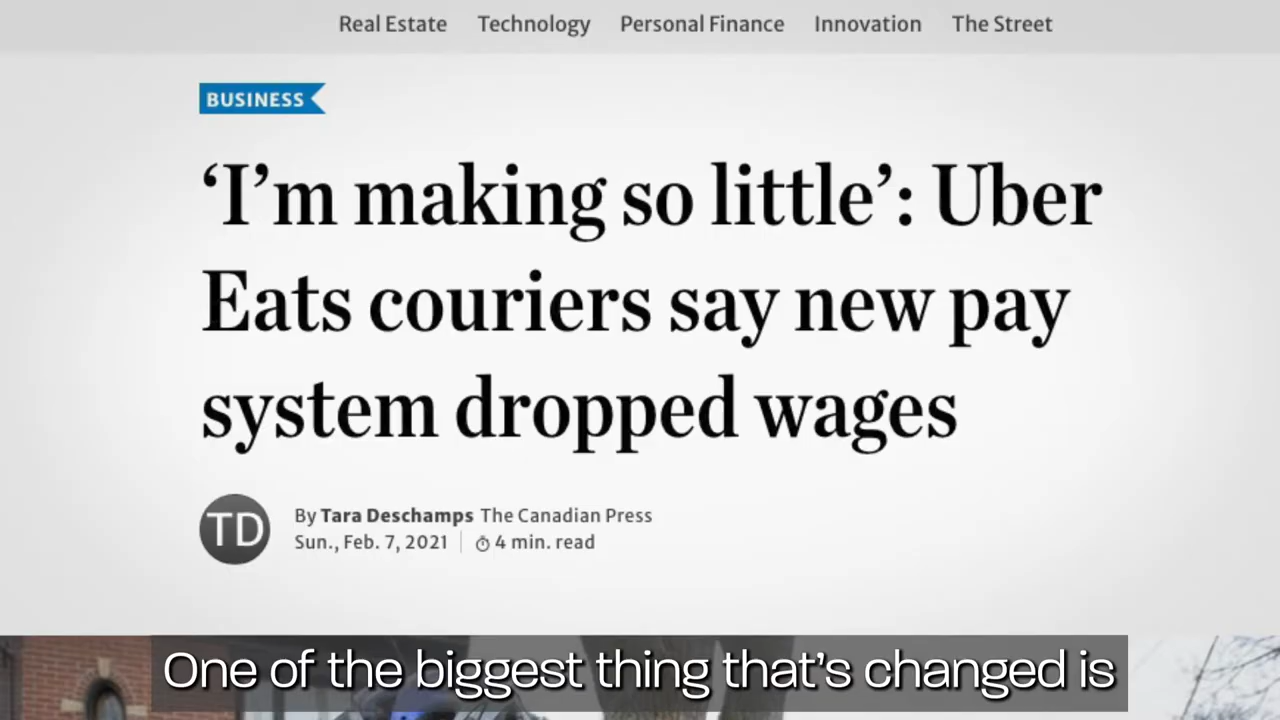 Real Estate Technology Personal Finance Innovation The Street
BUSINESS
‘I’m making so little’: Uber
Eats couriers say new pay
system dropped wages
TD
By Tara Deschamps The Canadian Press
Sun., Feb. 7, 2021 | 4 min. read
One of the biggest thing that’s changed is